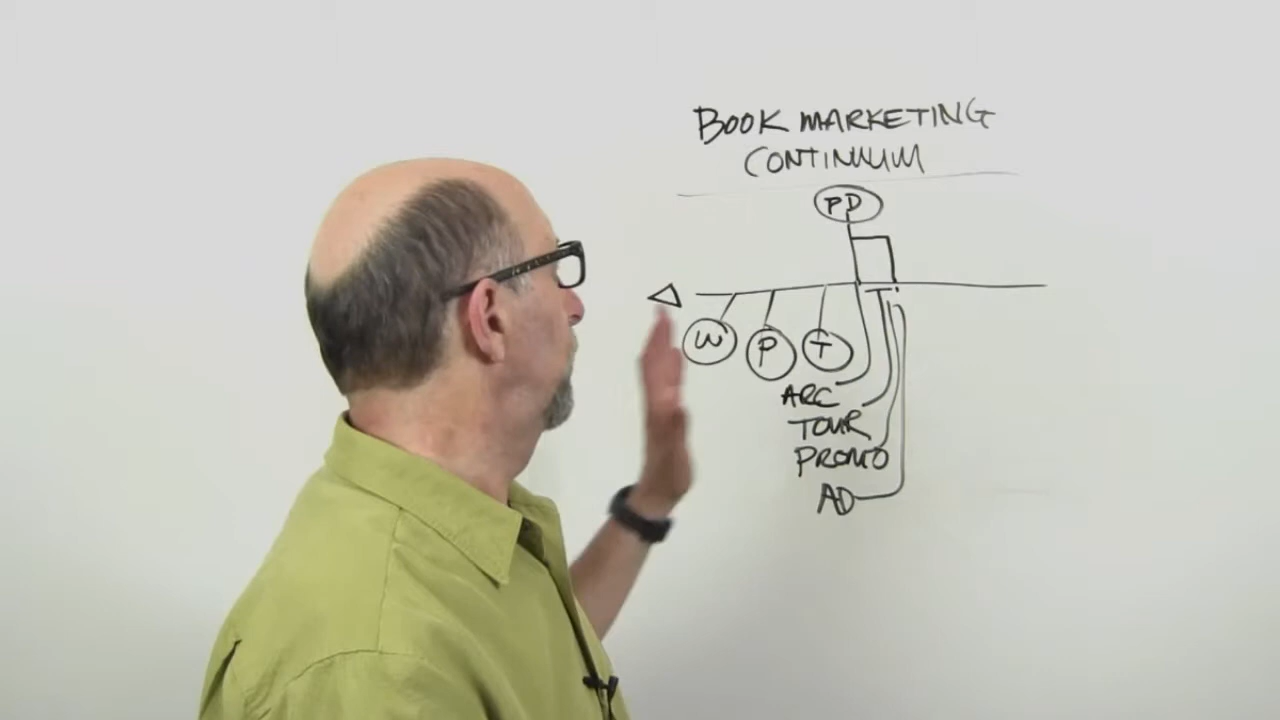 BOOK MARKETING
CONTINUUM
PD
W P T
ARC
TOUR
PROMO
AD